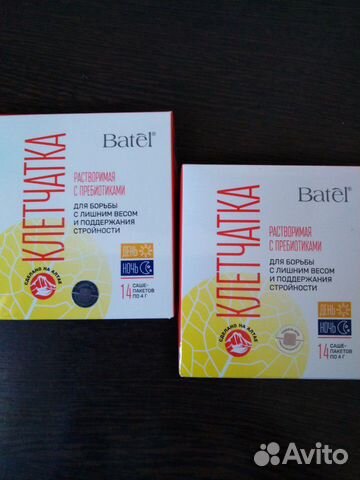 Batel®
КЛЕТЧАТКА
РАСТВОРИМАЯ
С ПРЕБИОТИКАМИ
ДЛЯ БОРЬБЫ
С ЛИШНИМ ВЕСОМ
И ПОДДЕРЖАНИЯ
СТРОЙНОСТИ
ДЕНЬ
НОЧЬ
СДЕЛАНО НА АЛТАЕ
14 САШЕ-
ПАКЕТОВ
ПО 4 Г
Batel®
КЛЕТЧАТКА
РАСТВОРИМАЯ
С ПРЕБИОТИКАМИ
ДЛЯ БОРЬБЫ
С ЛИШНИМ ВЕСОМ
И ПОДДЕРЖАНИЯ
СТРОЙНОСТИ
ДЕНЬ
НОЧЬ
СДЕЛАНО НА АЛТАЕ
14 САШЕ-
ПАКЕТОВ
ПО 4 Г
Avito